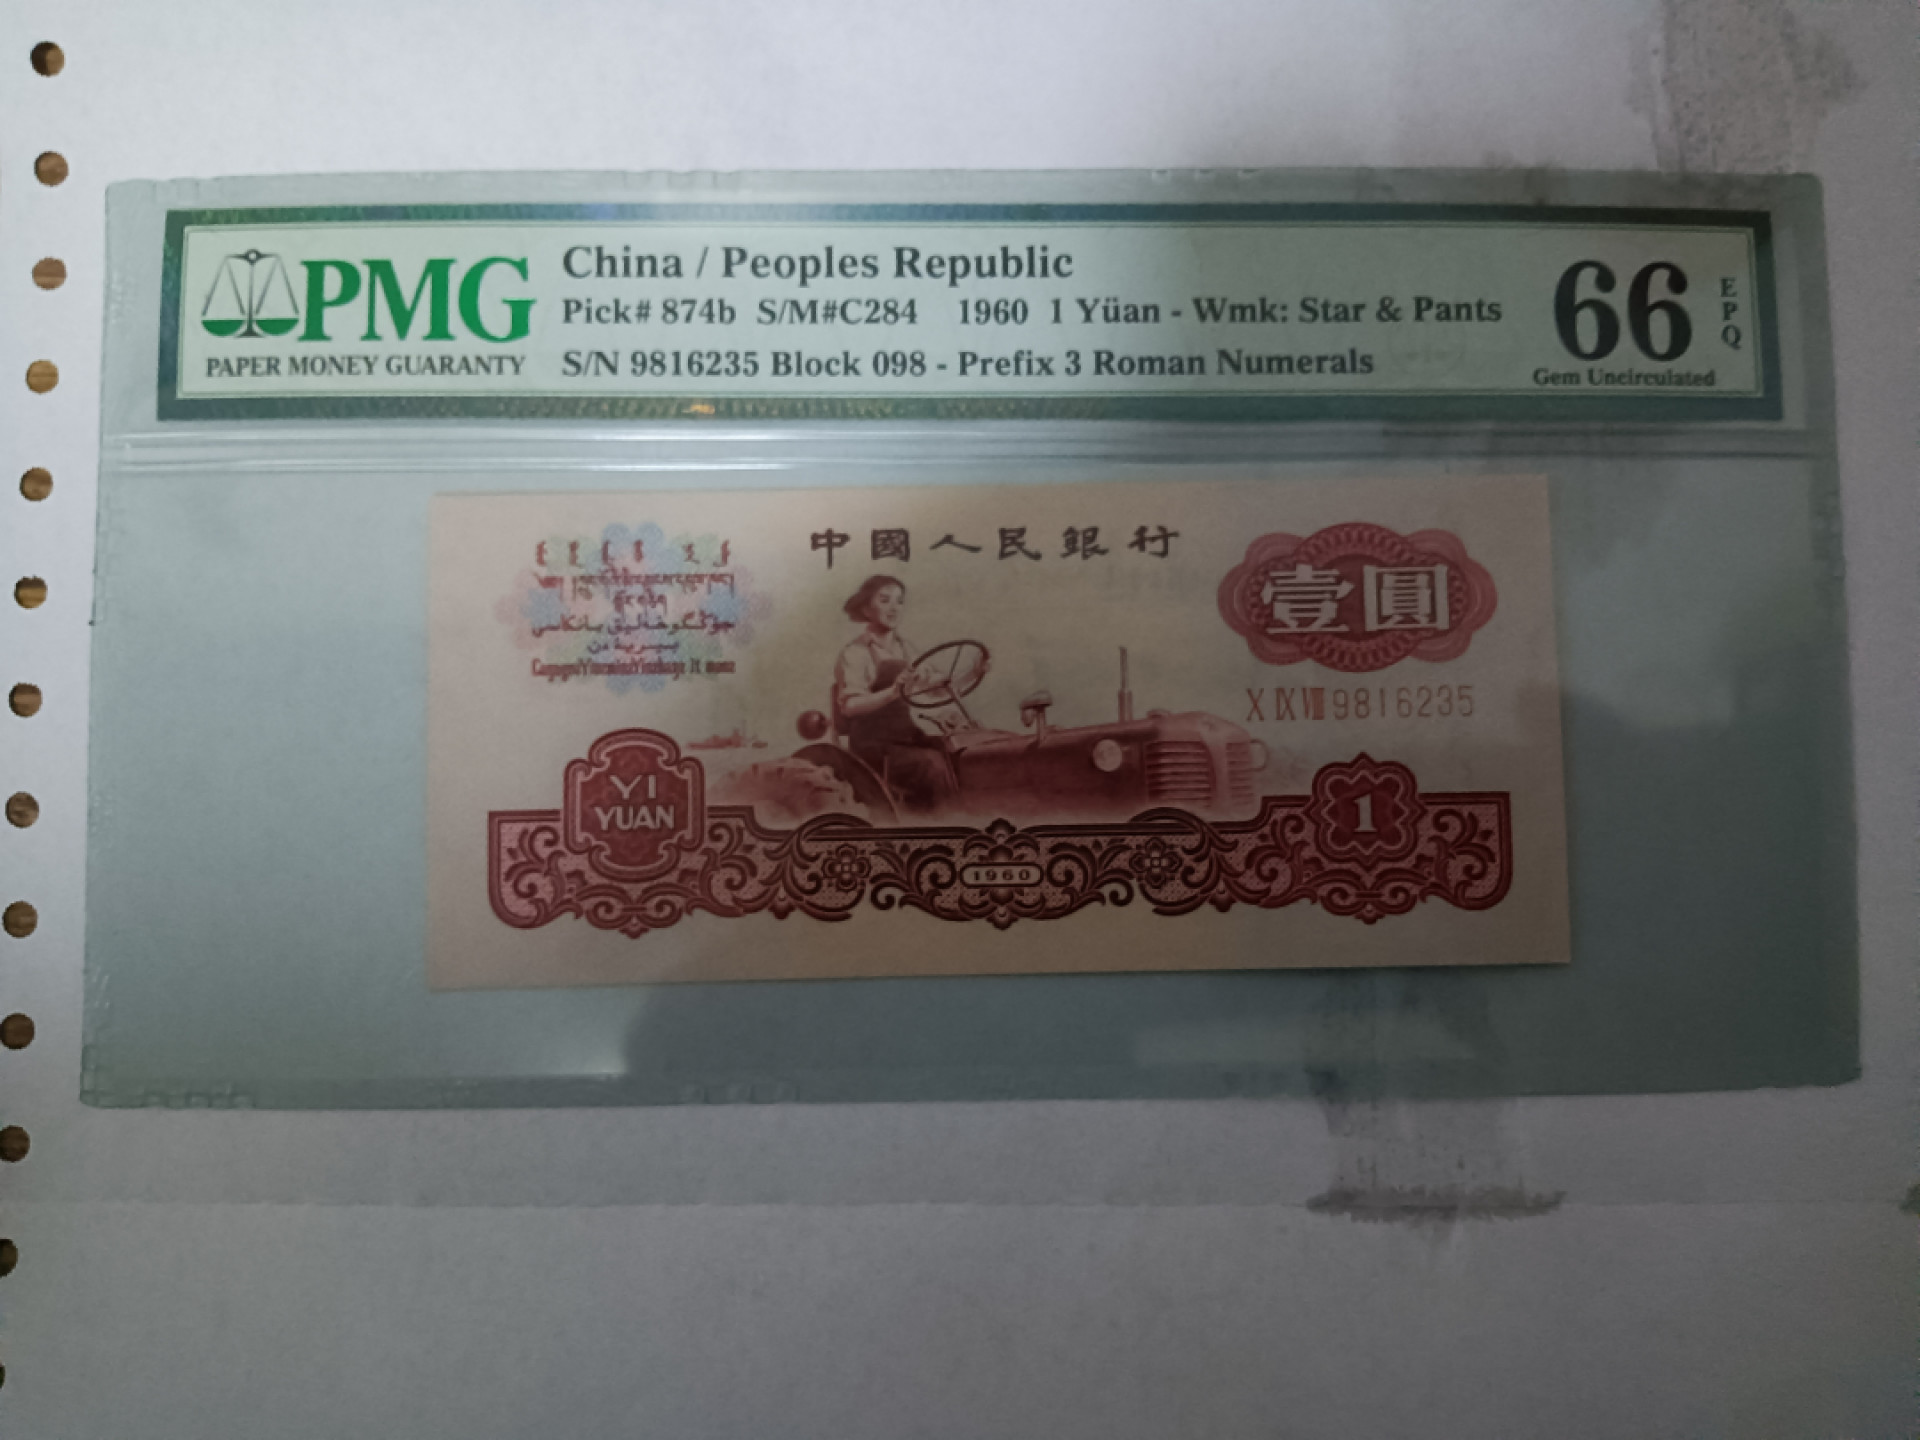 PMG
PAPER MONEY GUARANTY
China / Peoples Republic
Pick# 874b S/M#C284 1960 1 Yüan - Wmk: Star & Pants
S/N 9816235 Block 098 - Prefix 3 Roman Numerals
66
EPQ
Gem Uncirculated
中國人民銀行
壹圓
X IX VIII 9816235
YI
YUAN
1
1960